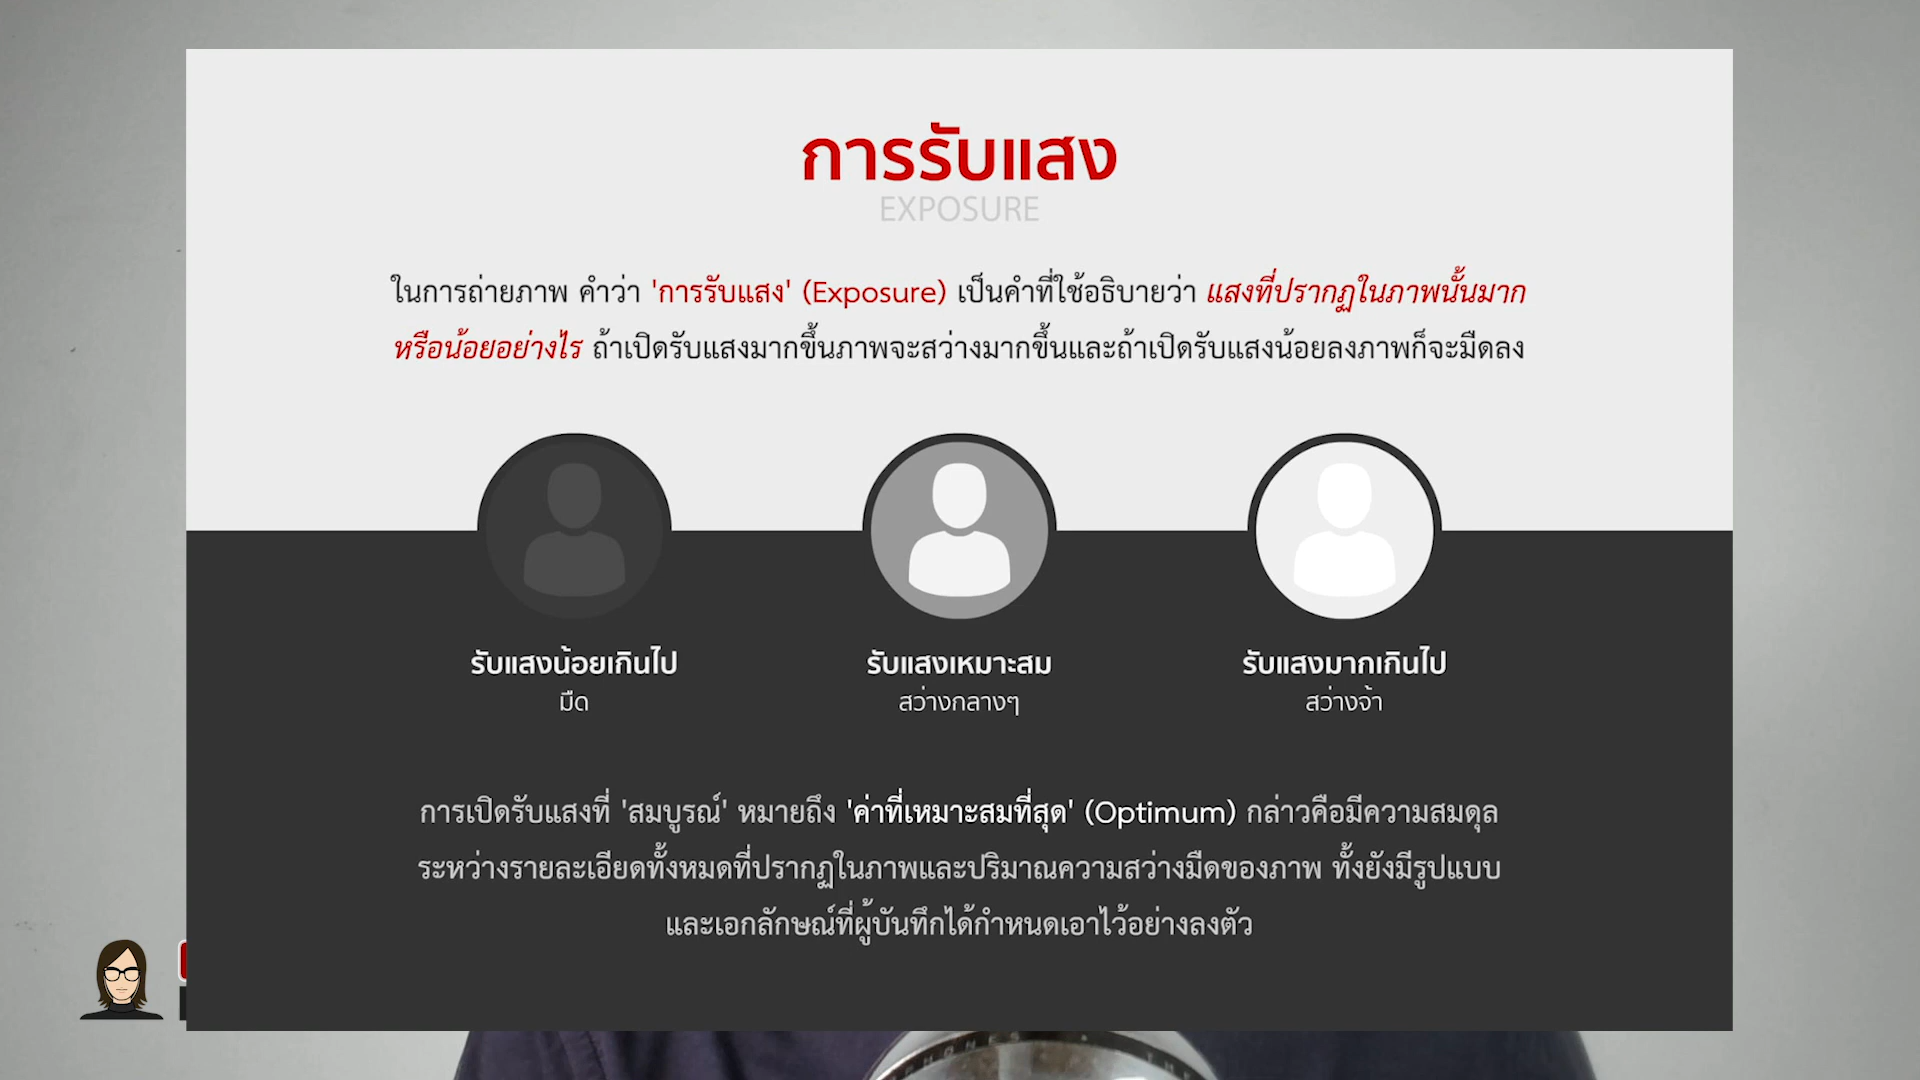 การรับแสง
EXPOSURE
ในการถ่ายภาพ คำว่า 'การรับแสง' (Exposure) เป็นคำที่ใช้อธิบายว่า แสงที่ปรากฏในภาพนั้นมาก
หรือน้อยอย่างไร ถ้าเปิดรับแสงมากขึ้นภาพจะสว่างมากขึ้นและถ้าเปิดรับแสงน้อยลงภาพก็จะมืดลง
รับแสงน้อยเกินไป
มืด
รับแสงเหมาะสม
สว่างกลางๆ
รับแสงมากเกินไป
สว่างจ้า
การเปิดรับแสงที่ 'สมบูรณ์' หมายถึง 'ค่าที่เหมาะสมที่สุด' (Optimum) กล่าวคือมีความสมดุล
ระหว่างรายละเอียดทั้งหมดที่ปรากฏในภาพและปริมาณความสว่างมืดของภาพ ทั้งยังมีรูปแบบ
และเอกลักษณ์ที่ผู้บันทึกได้กำหนดเอาไว้อย่างลงตัว